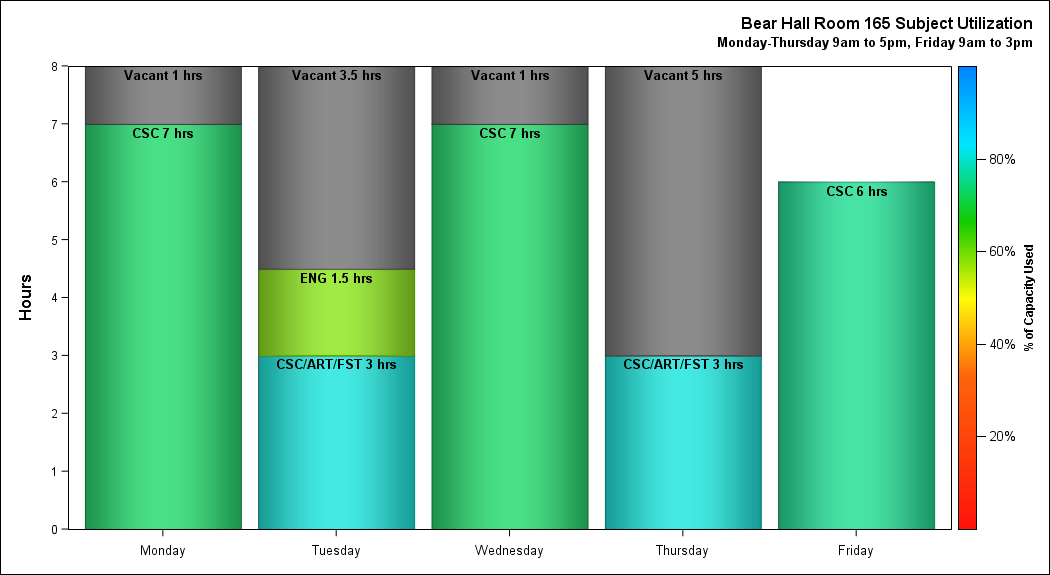 Bear Hall Room 165 Subject Utilization
Monday-Thursday 9am to 5pm, Friday 9am to 3pm
Hours
8
7
6
5
4
3
2
1
0
Vacant 1 hrs
CSC 7 hrs
Vacant 3.5 hrs
ENG 1.5 hrs
CSC/ART/FST 3 hrs
Vacant 1 hrs
CSC 7 hrs
Vacant 5 hrs
CSC/ART/FST 3 hrs
CSC 6 hrs
Monday
Tuesday
Wednesday
Thursday
Friday
80%
60%
40%
20%
% of Capacity Used